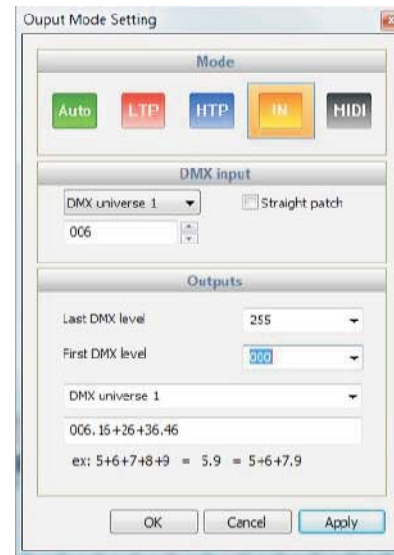 Ouput Mode Setting
Mode
Auto LTP HTP IN MIDI
DMX input
DMX universe 1 Straight patch
006
Outputs
Last DMX level 255
First DMX level 000
DMX universe 1
006.16+26+36.46
ex: 5+6+7+8+9 = 5.9 = 5+6+7.9
OK Cancel Apply